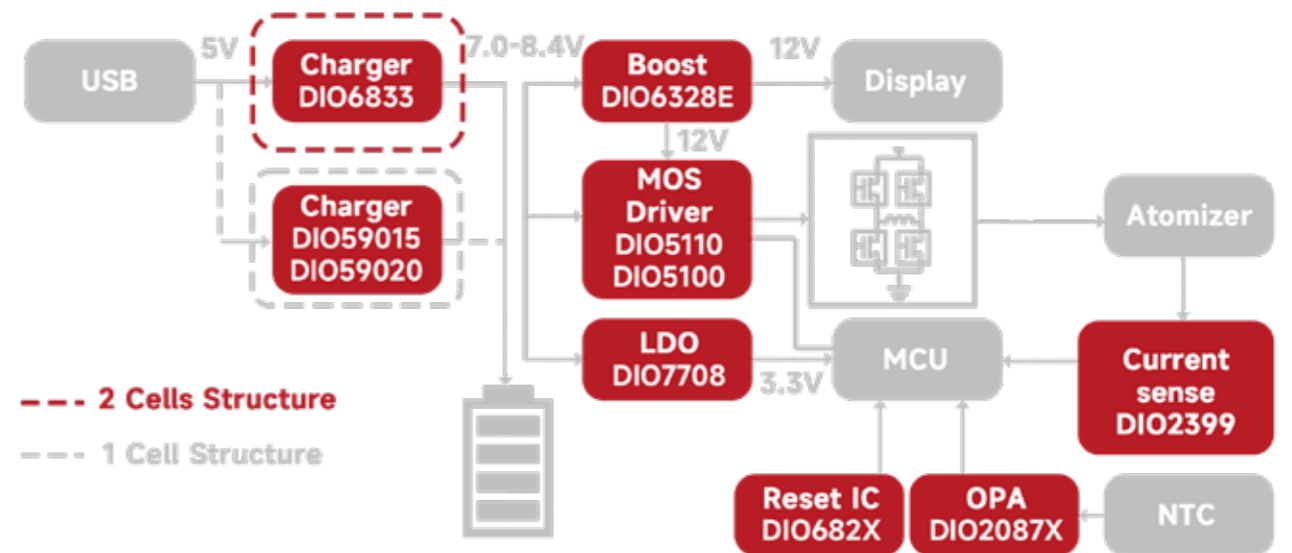 USB
5V
Charger
DIO6833
7.0-8.4V
Boost
DIO6328E
12V
Display
12V
Charger
DIO59015
DIO59020
MOS
Driver
DIO5110
DIO5100
Atomizer
LDO
DIO7708
3.3V
MCU
Current
sense
DIO2399
2 Cells Structure
1 Cell Structure
Reset IC
DIO682X
OPA
DIO2087X
NTC